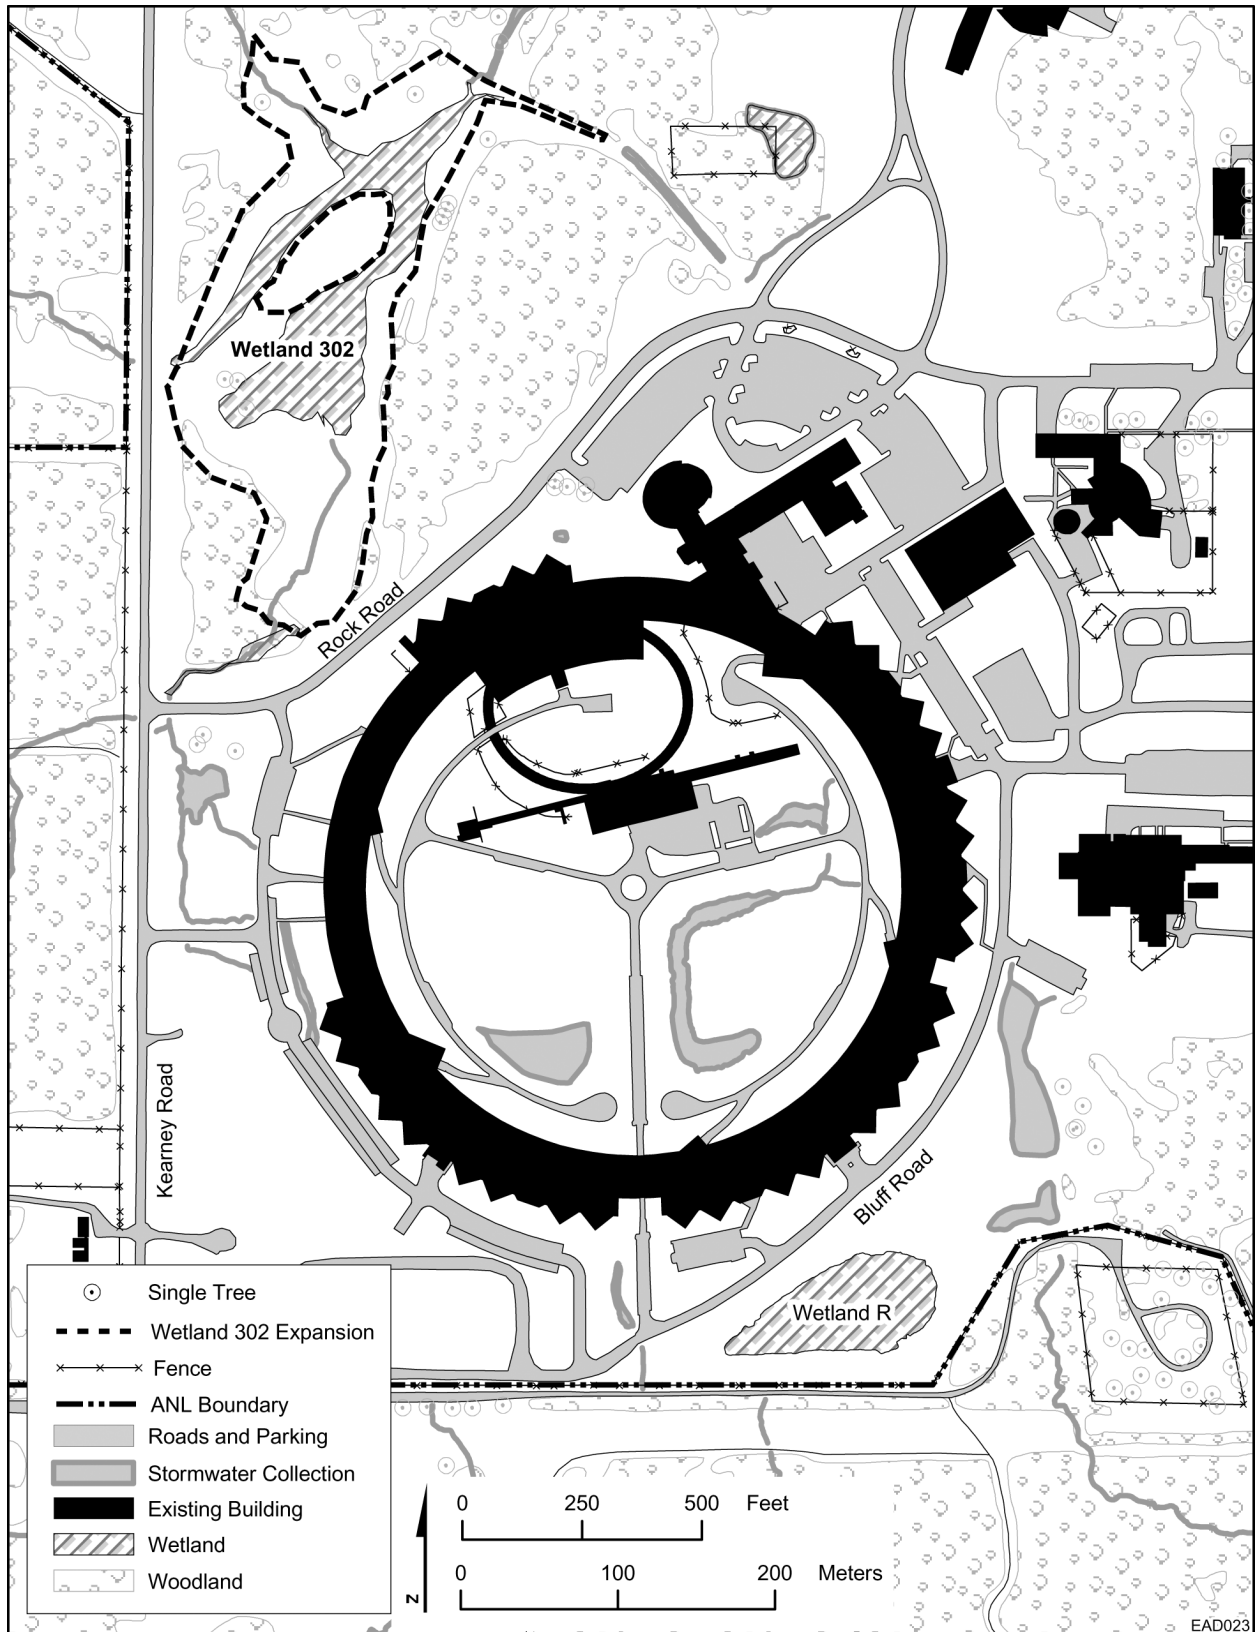 Wetland 302
Rock Road
Kearney Road
Bluff Road
Wetland R
Single Tree
Wetland 302 Expansion
Fence
ANL Boundary
Roads and Parking
Stormwater Collection
Existing Building
Wetland
Woodland
0 250 500 Feet
0 100 200 Meters
N
EAD023